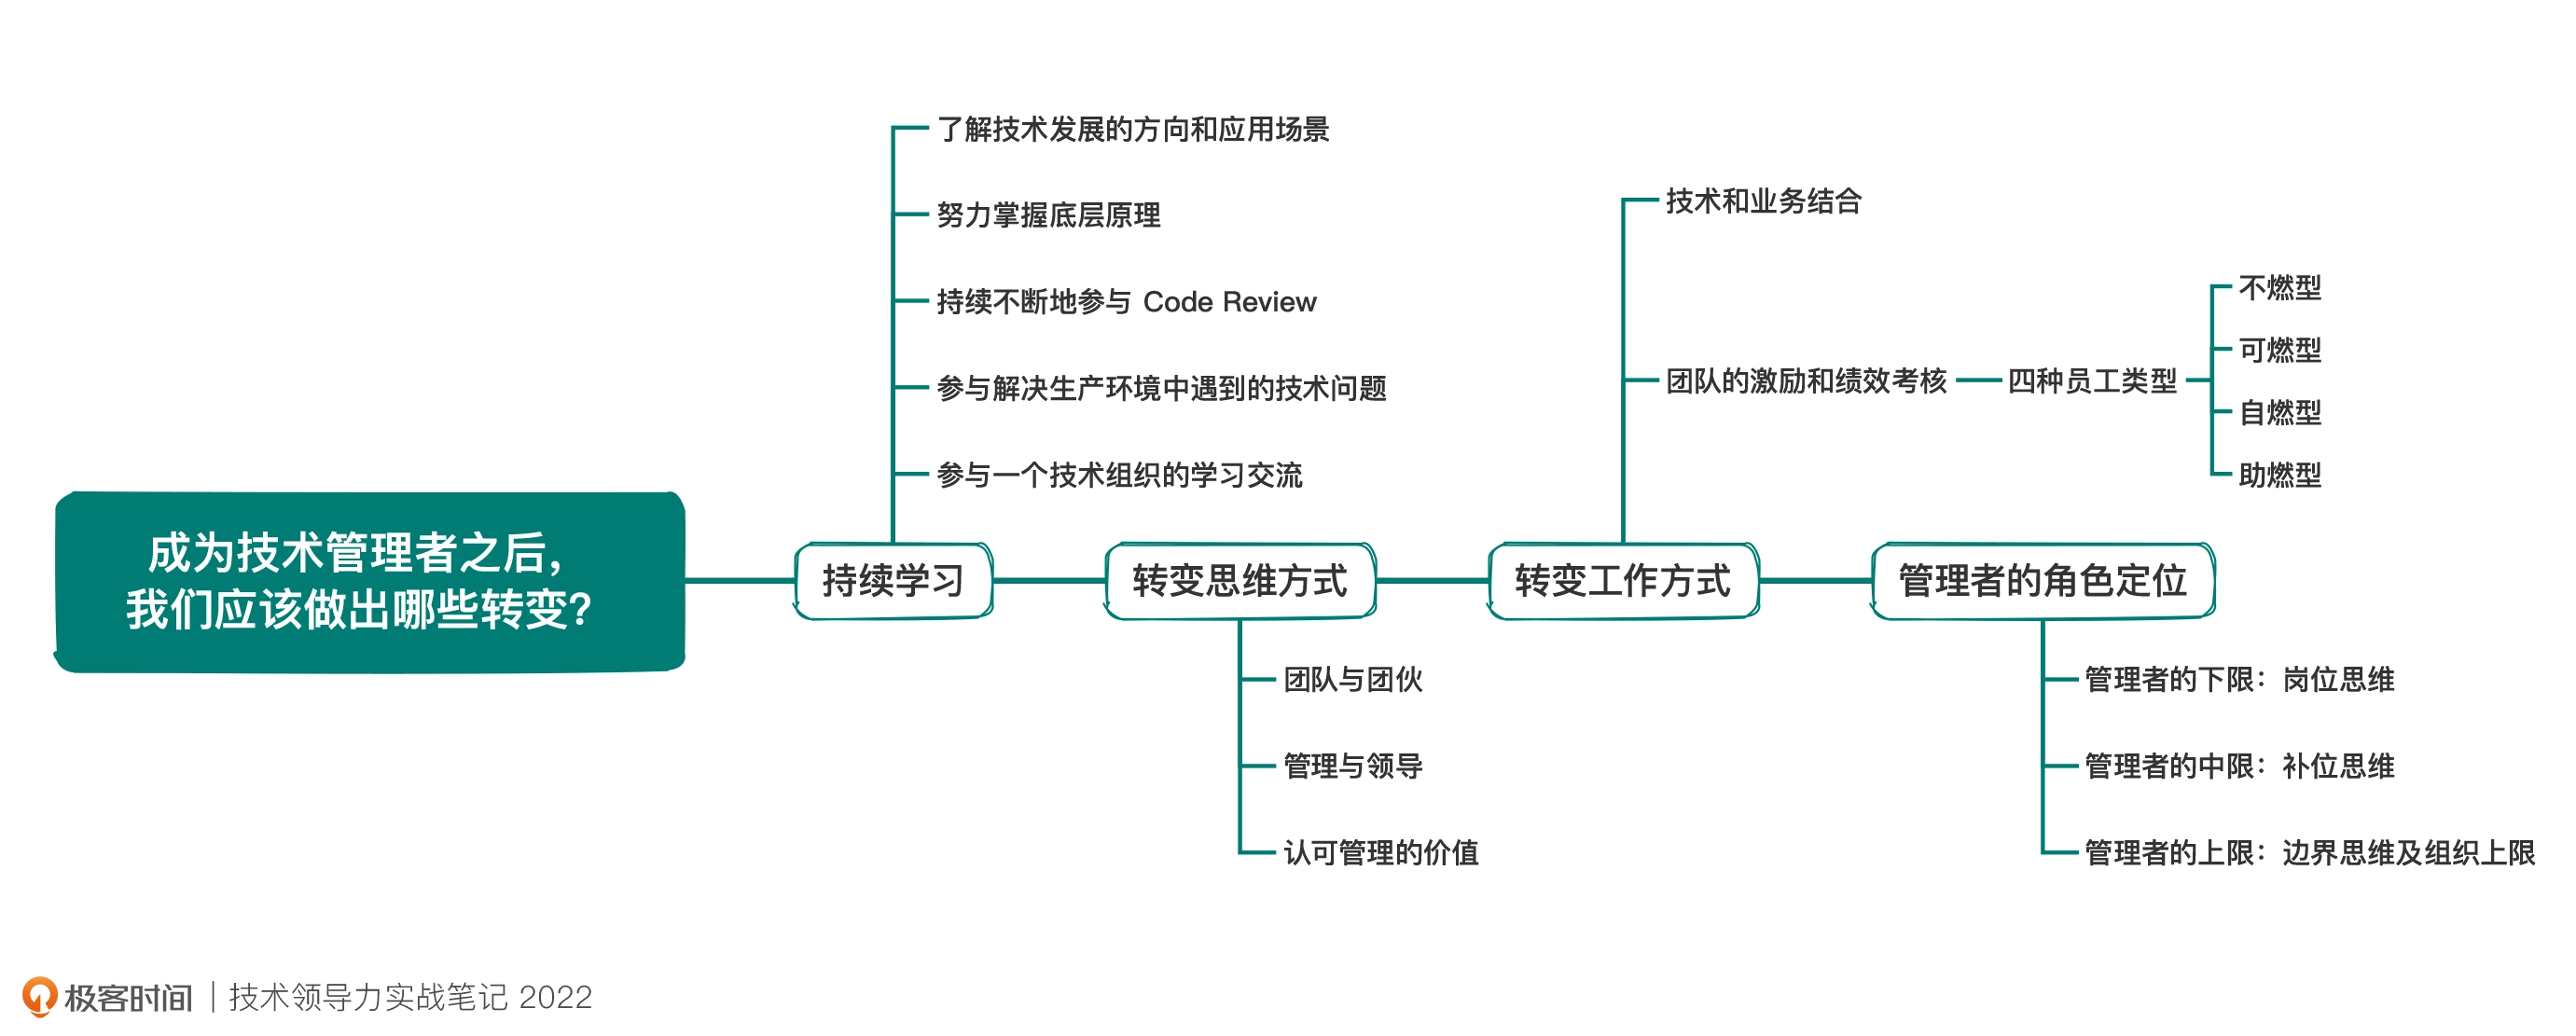 成为技术管理者之后,
我们应该做出哪些转变?
持续学习
了解技术发展的方向和应用场景
努力掌握底层原理
持续不断地参与 Code Review
参与解决生产环境中遇到的技术问题
参与一个技术组织的学习交流
转变思维方式
团队与团伙
管理与领导
认可管理的价值
转变工作方式
技术和业务结合
团队的激励和绩效考核
四种员工类型
不燃型
可燃型
自燃型
助燃型
管理者的角色定位
管理者的下限：岗位思维
管理者的中限：补位思维
管理者的上限：边界思维及组织上限
极客时间 | 技术领导力实战笔记 2022